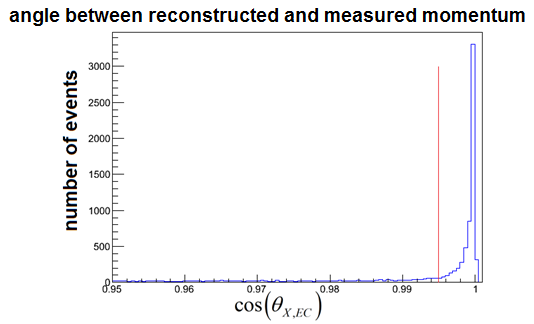 angle between reconstructed and measured momentum
number of events
3000
2500
2000
1500
1000
500
0
0.95 0.96 0.97 0.98 0.99 1
cos(θ_{X,EC})